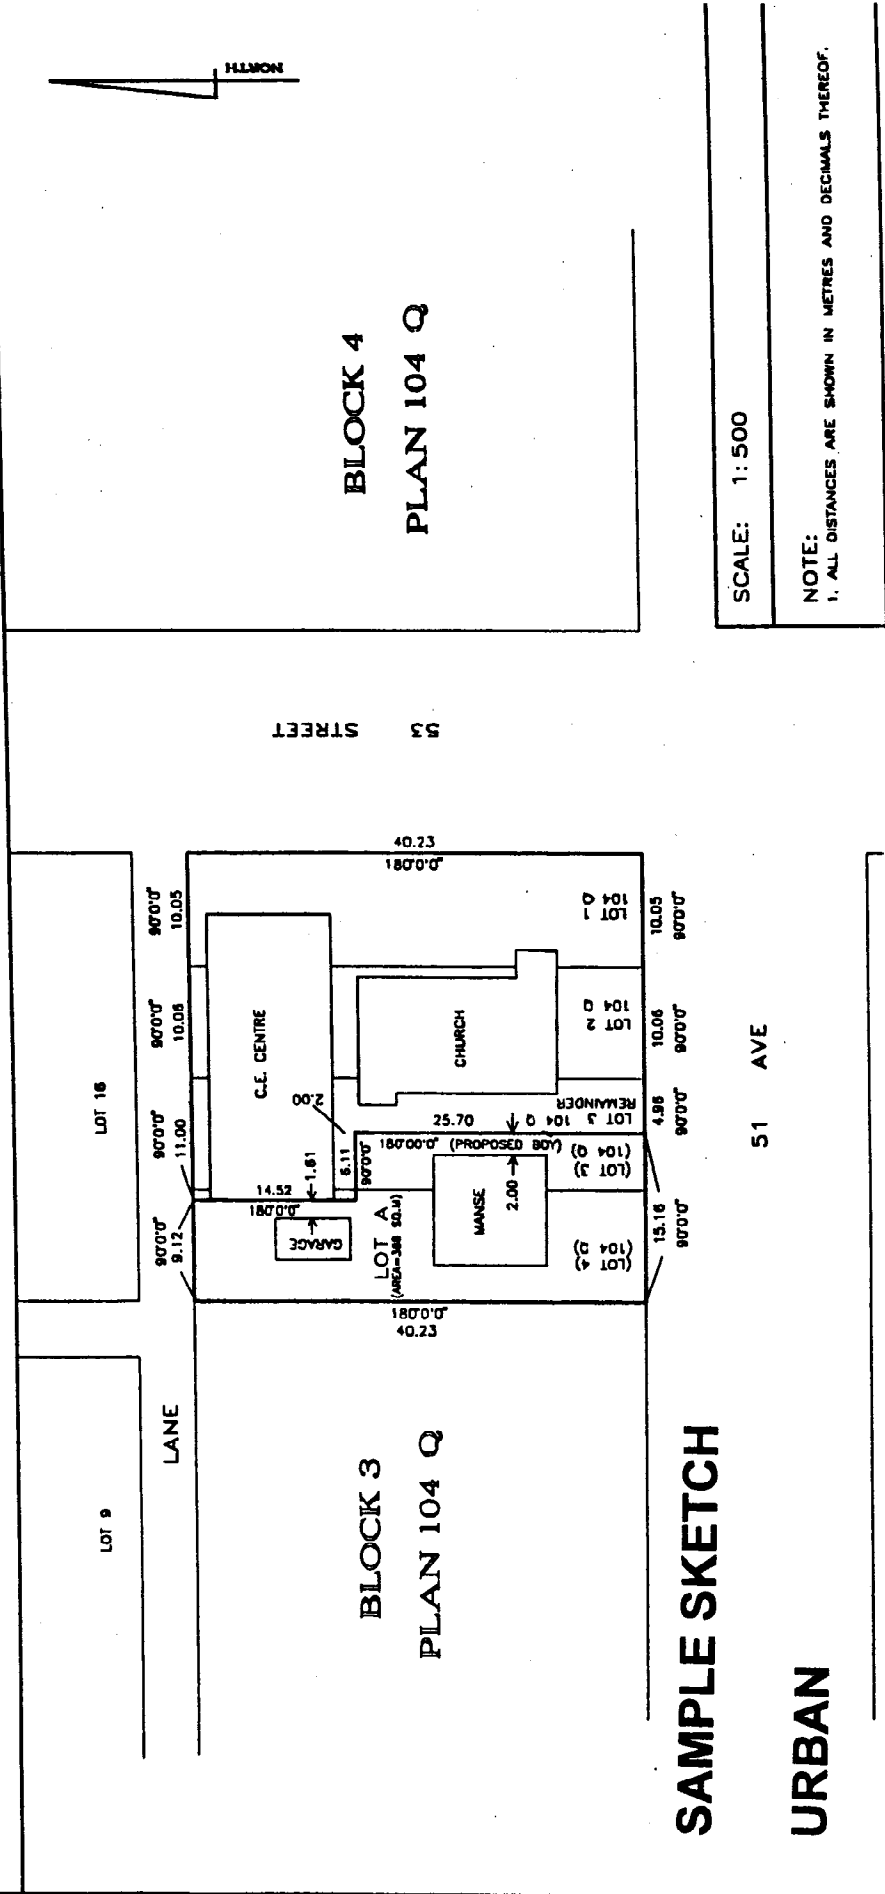 NORTH
BLOCK 4
PLAN 104 Q
SCALE: 1:500
NOTE:
1. ALL DISTANCES ARE SHOWN IN METRES AND DECIMALS THEREOF.
53 STREET
LOT 16
90°0'0"
9.12
90°0'0"
11.00
90°0'0"
10.06
90°0'0"
10.05
C.E. CENTRE
2.00
14.52
180°0'0"
1.61
GARAGE
LOT A
5.11
90°0'0"
CHURCH
25.70
180°00'0" (PROPOSED BDY)
MANSE
2.00
40.23
180°0'0"
180°0'0"
40.23
(LOT 4)
(104 Q)
(LOT 3)
(104 Q)
LOT 3 104 Q
REMAINDER
LOT 2
104 Q
LOT 1
104 Q
15.16
90°0'0"
4.96
90°0'0"
10.06
90°0'0"
10.05
90°0'0"
51 AVE
LOT 9
LANE
BLOCK 3
PLAN 104 Q
SAMPLE SKETCH
URBAN